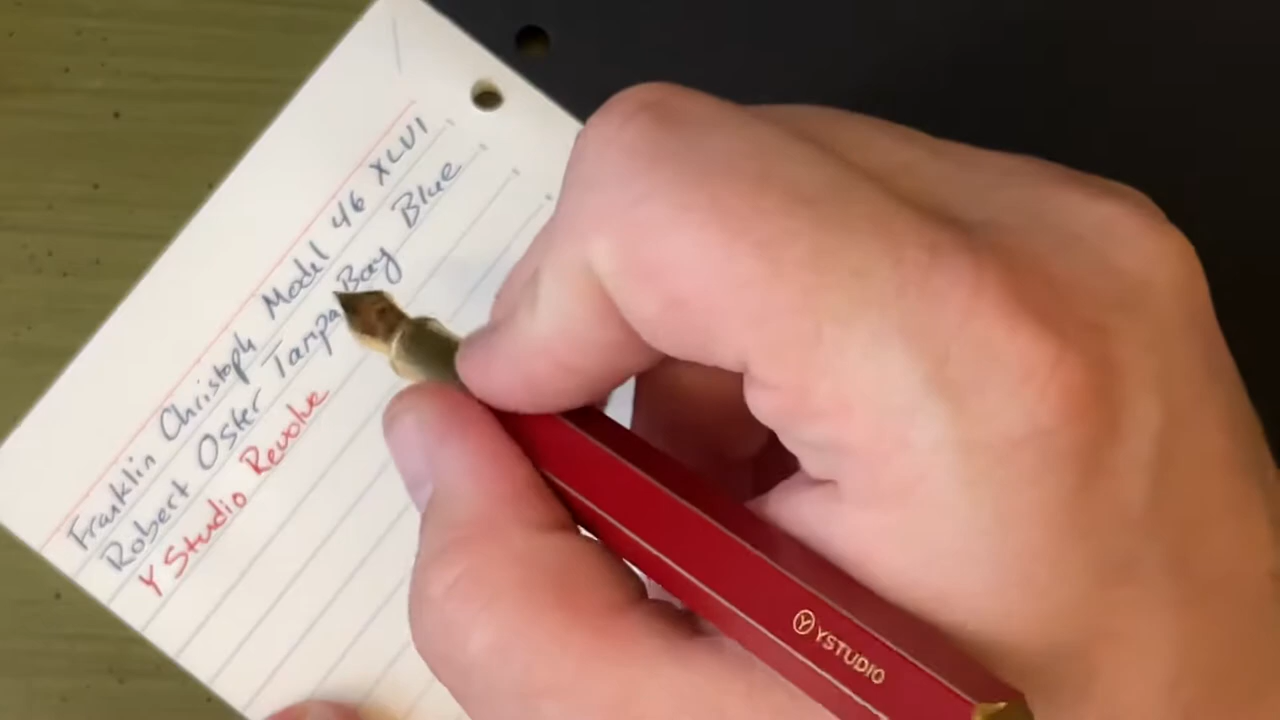 Franklin Christoph Model 46 XLVI
Robert Oster Tampa Bay Blue
Y Studio Revolve
Y YSTUDIO